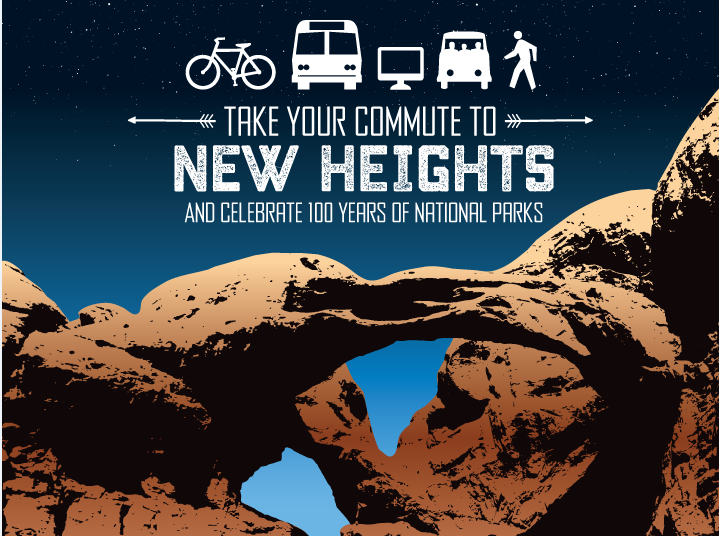 TAKE YOUR COMMUTE TO
NEW HEIGHTS
AND CELEBRATE 100 YEARS OF NATIONAL PARKS